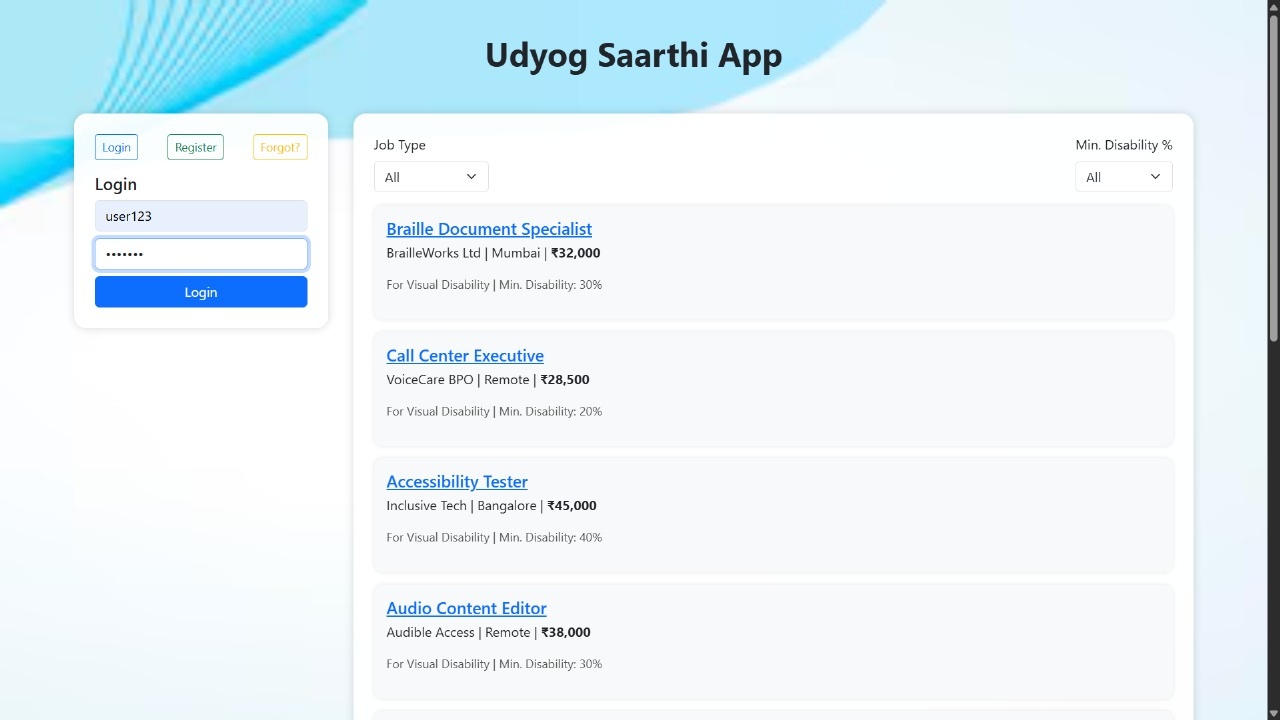 Udyog Saarthi App
Login
Register
Forgot?
Login
user123
•••••••
Login
Job Type
Min. Disability %
All
All
Braille Document Specialist
BrailleWorks Ltd | Mumbai | ₹32,000
For Visual Disability | Min. Disability: 30%
Call Center Executive
VoiceCare BPO | Remote | ₹28,500
For Visual Disability | Min. Disability: 20%
Accessibility Tester
Inclusive Tech | Bangalore | ₹45,000
For Visual Disability | Min. Disability: 40%
Audio Content Editor
Audible Access | Remote | ₹38,000
For Visual Disability | Min. Disability: 30%